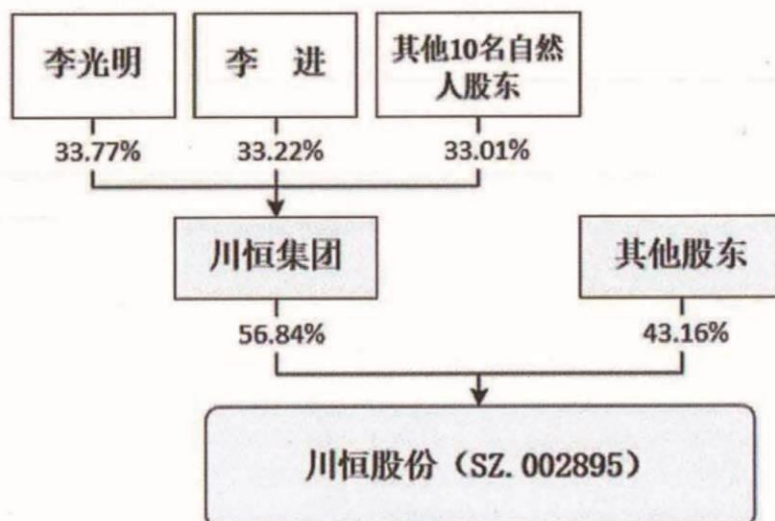 李光明
李 进
其他10名自然
人股东
33.77%
33.22%
33.01%
川恒集团
其他股东
56.84%
43.16%
川恒股份（SZ.002895）